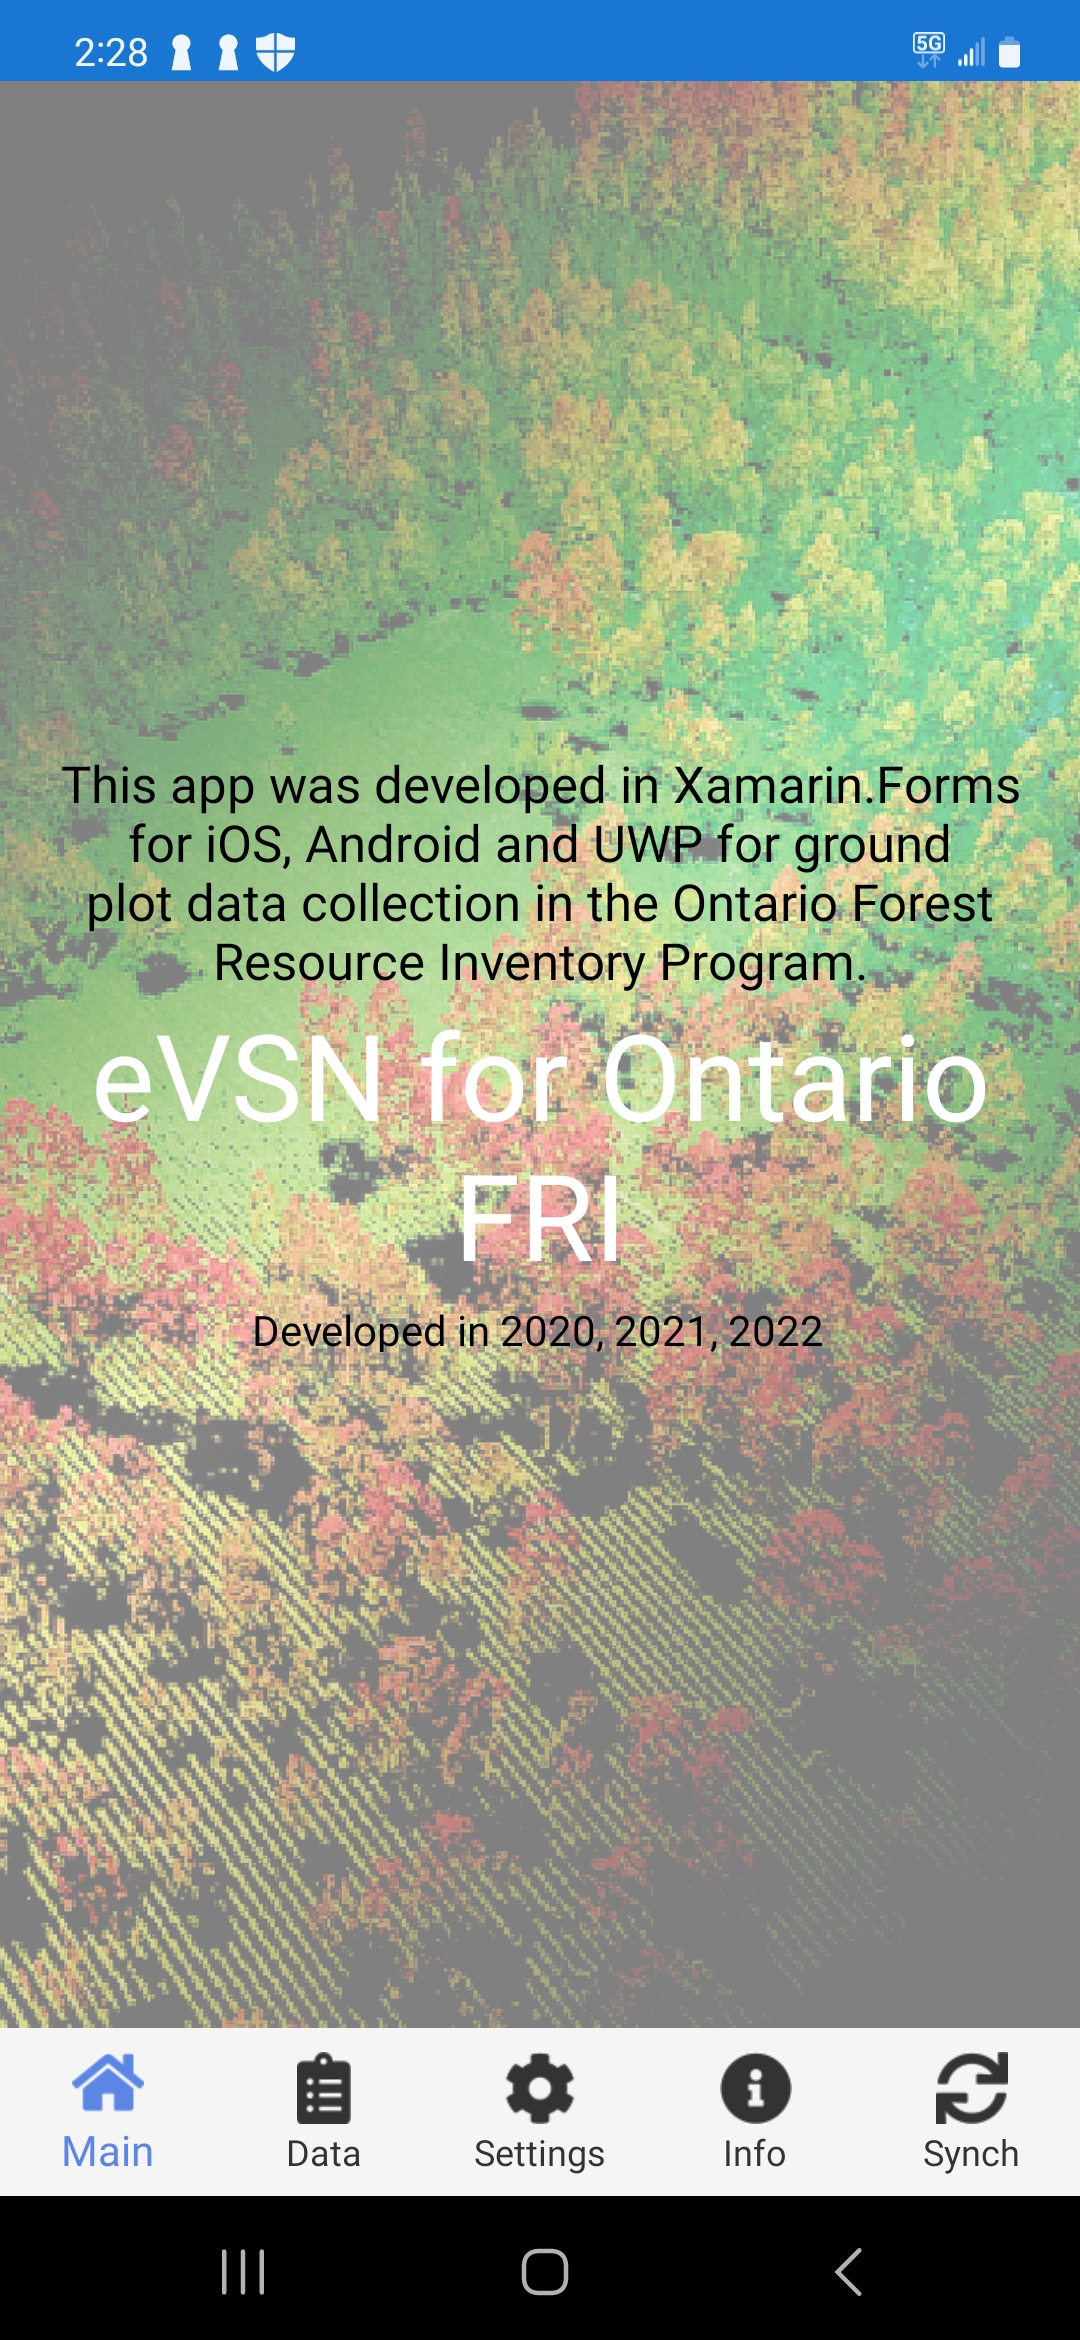 2:28
5G
This app was developed in Xamarin.Forms
for iOS, Android and UWP for ground
plot data collection in the Ontario Forest
Resource Inventory Program.
eVSN for Ontario
FRI
Developed in 2020, 2021, 2022
Main
Data
Settings
Info
Synch